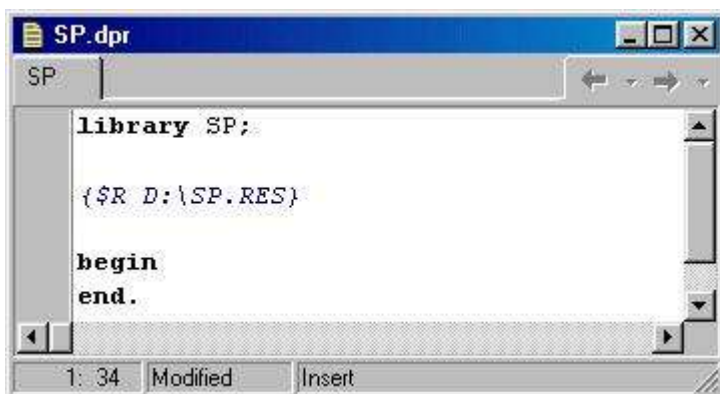 SP.dpr
SP
library SP;
{$R D:\SP.RES}
begin
end.
1: 34 Modified Insert